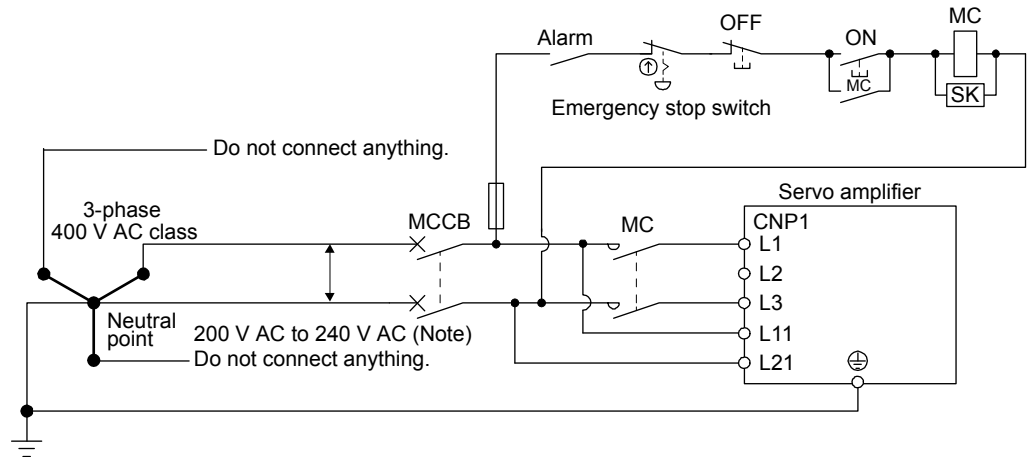 MC
OFF
Alarm
ON
MC
SK
Emergency stop switch
Do not connect anything.
Servo amplifier
3-phase
400 V AC class
MCCB
MC
CNP1
L1
L2
L3
Neutral
point
200 V AC to 240 V AC (Note)
L11
Do not connect anything.
L21